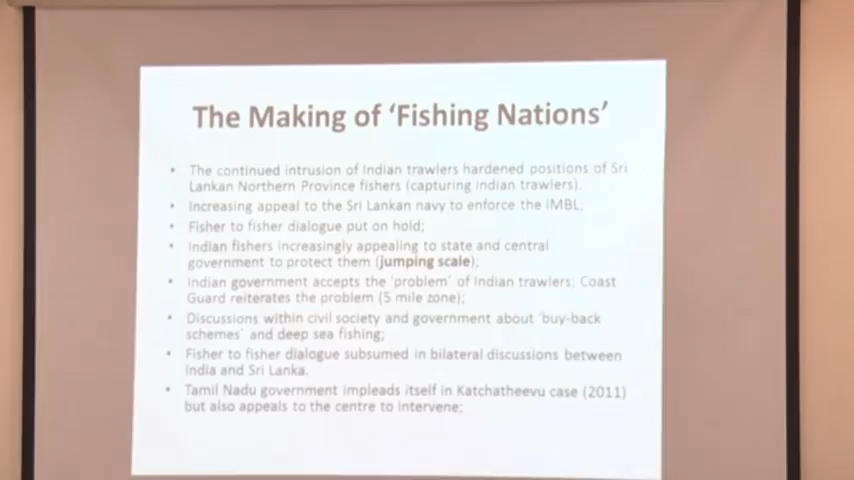 The Making of ‘Fishing Nations’
• The continued intrusion of Indian trawlers hardened positions of Sri
Lankan Northern Province fishers (capturing Indian trawlers).
• Increasing appeal to the Sri Lankan navy to enforce the IMBL;
• Fisher to fisher dialogue put on hold;
• Indian fishers increasingly appealing to state and central
government to protect them (jumping scale);
• Indian government accepts the ‘problem’ of Indian trawlers; Coast
Guard reiterates the problem (5 mile zone);
• Discussions within civil society and government about ‘buy-back
schemes’ and deep sea fishing;
• Fisher to fisher dialogue subsumed in bilateral discussions between
India and Sri Lanka.
• Tamil Nadu government impleads itself in Katchatheevu case (2011)
but also appeals to the centre to intervene;